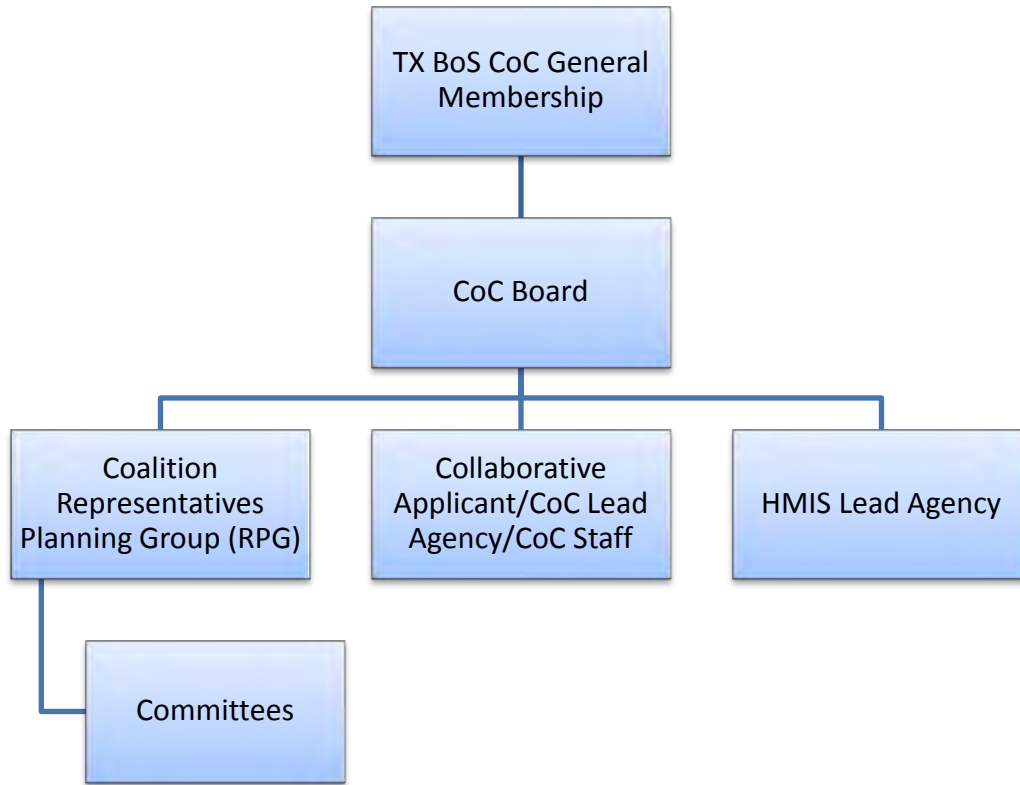 TX BoS CoC General
Membership
CoC Board
Coalition
Representatives
Planning Group (RPG)
Collaborative
Applicant/CoC Lead
Agency/CoC Staff
HMIS Lead Agency
Committees